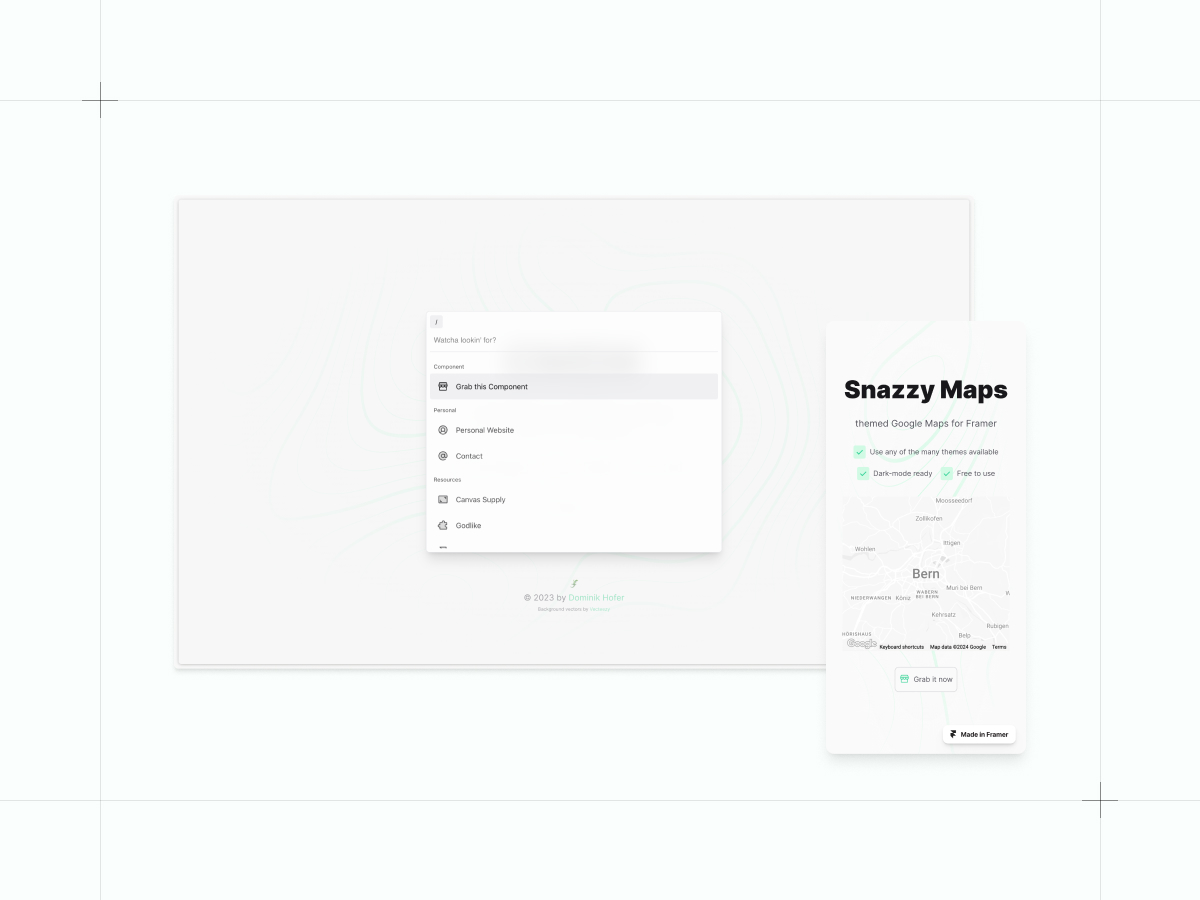 /
Watcha lookin' for?
Component
Grab this Component
Personal
Personal Website
Contact
Resources
Canvas Supply
Godlike
© 2023 by Dominik Hofer
Background vectors by
Snazzy Maps
themed Google Maps for Framer
Use any of the many themes available
Dark-mode ready
Free to use
Moosseedorf
Zollikofen
Ittigen
Wohlen
Bern
Muri bei Bern
NIEDERWANGEN
Köniz
WABERN
BEI BERN
Kehrsatz
Rubigen
HÖRISHAUS
Belp
Google
Keyboard shortcuts
Map data ©2024 Google
Terms
Grab it now
Made in Framer